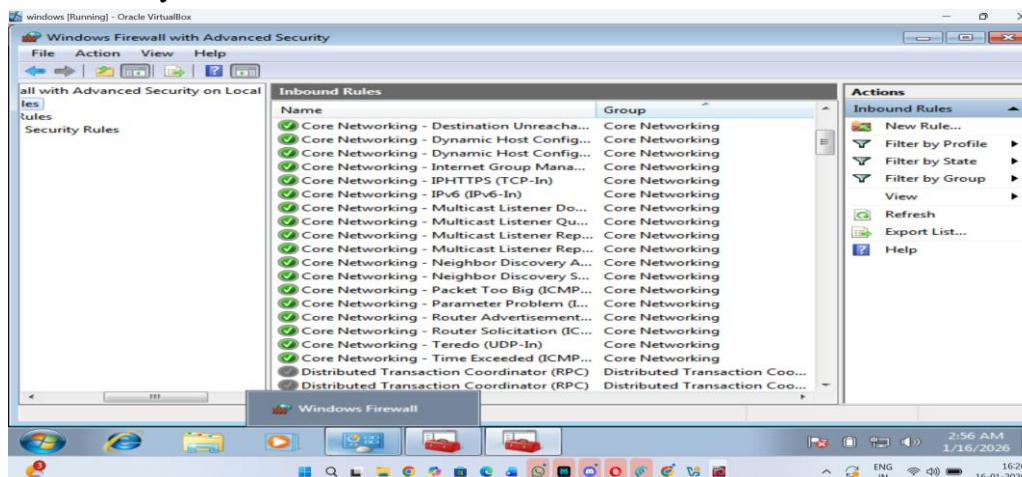 windows [Running] - Oracle VirtualBox
Windows Firewall with Advanced Security
File Action View Help
all with Advanced Security on Local
les
Rules
Security Rules
Inbound Rules
Name Group
Core Networking - Destination Unreacha... Core Networking
Core Networking - Dynamic Host Config... Core Networking
Core Networking - Dynamic Host Config... Core Networking
Core Networking - Internet Group Mana... Core Networking
Core Networking - IPHTTPS (TCP-In) Core Networking
Core Networking - IPv6 (IPv6-In) Core Networking
Core Networking - Multicast Listener Do... Core Networking
Core Networking - Multicast Listener Qu... Core Networking
Core Networking - Multicast Listener Rep... Core Networking
Core Networking - Multicast Listener Rep... Core Networking
Core Networking - Neighbor Discovery A... Core Networking
Core Networking - Neighbor Discovery S... Core Networking
Core Networking - Packet Too Big (ICMP... Core Networking
Core Networking - Parameter Problem (I... Core Networking
Core Networking - Router Advertisement... Core Networking
Core Networking - Router Solicitation (IC... Core Networking
Core Networking - Teredo (UDP-In) Core Networking
Core Networking - Time Exceeded (ICMP... Core Networking
Distributed Transaction Coordinator (RPC) Distributed Transaction Coo...
Distributed Transaction Coordinator (RPC) Distributed Transaction Coo...
Actions
Inbound Rules
New Rule...
Filter by Profile
Filter by State
Filter by Group
View
Refresh
Export List...
Help
Windows Firewall
2:56 AM
1/16/2026
ENG
IN
16:26